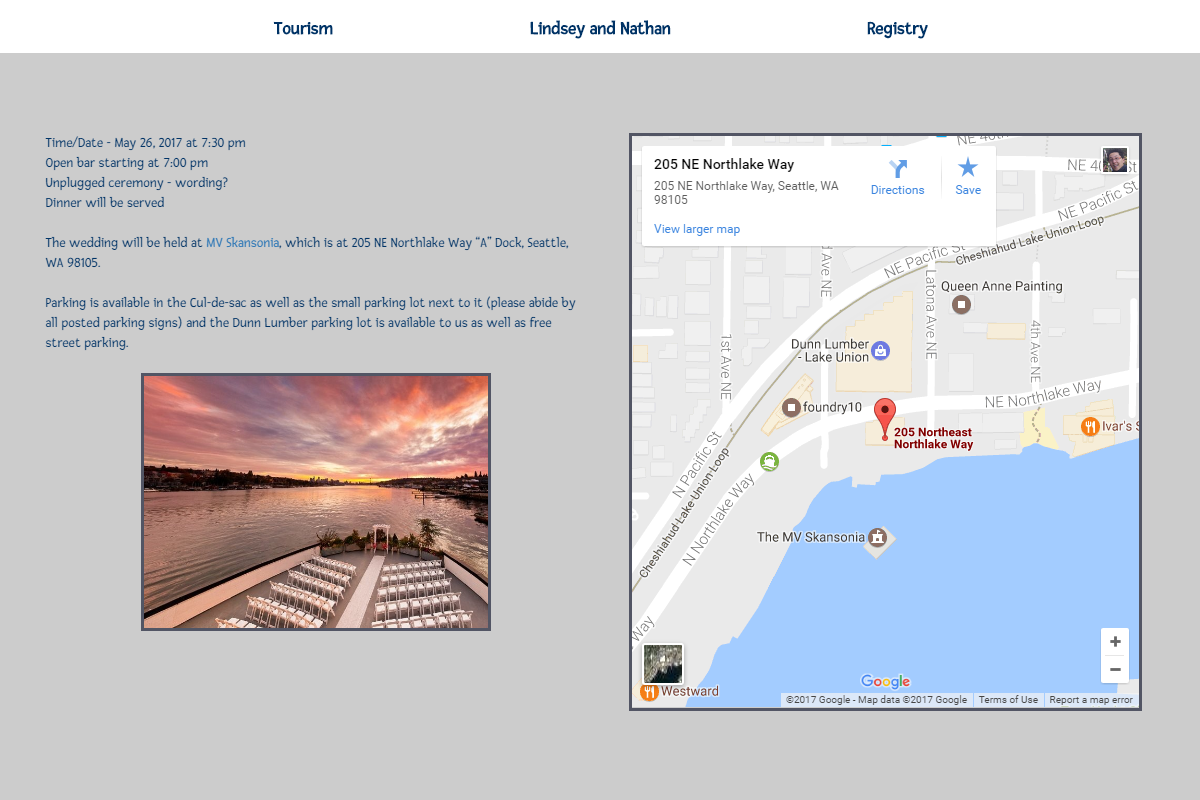 Tourism
Lindsey and Nathan
Registry
Time/Date - May 26, 2017 at 7:30 pm
Open bar starting at 7:00 pm
Unplugged ceremony - wording?
Dinner will be served
The wedding will be held at MV Skansonia, which is at 205 NE Northlake Way “A” Dock, Seattle,
WA 98105.
Parking is available in the Cul-de-sac as well as the small parking lot next to it (please abide by
all posted parking signs) and the Dunn Lumber parking lot is available to us as well as free
street parking.
205 NE Northlake Way
205 NE Northlake Way, Seattle, WA
98105
View larger map
Directions
Save
NE Pacific St
Cheshiahud Lake Union Loop
NE Pacific St
Latona Ave NE
Queen Anne Painting
4th Ave NE
1st Ave NE
Dunn Lumber
- Lake Union
foundry10
NE Northlake Way
205 Northeast
Northlake Way
Ivar's
N Pacific St
Cheshiahud Lake Union Loop
N Northlake Way
The MV Skansonia
Way
Westward
Google
©2017 Google - Map data ©2017 Google
Terms of Use
Report a map error